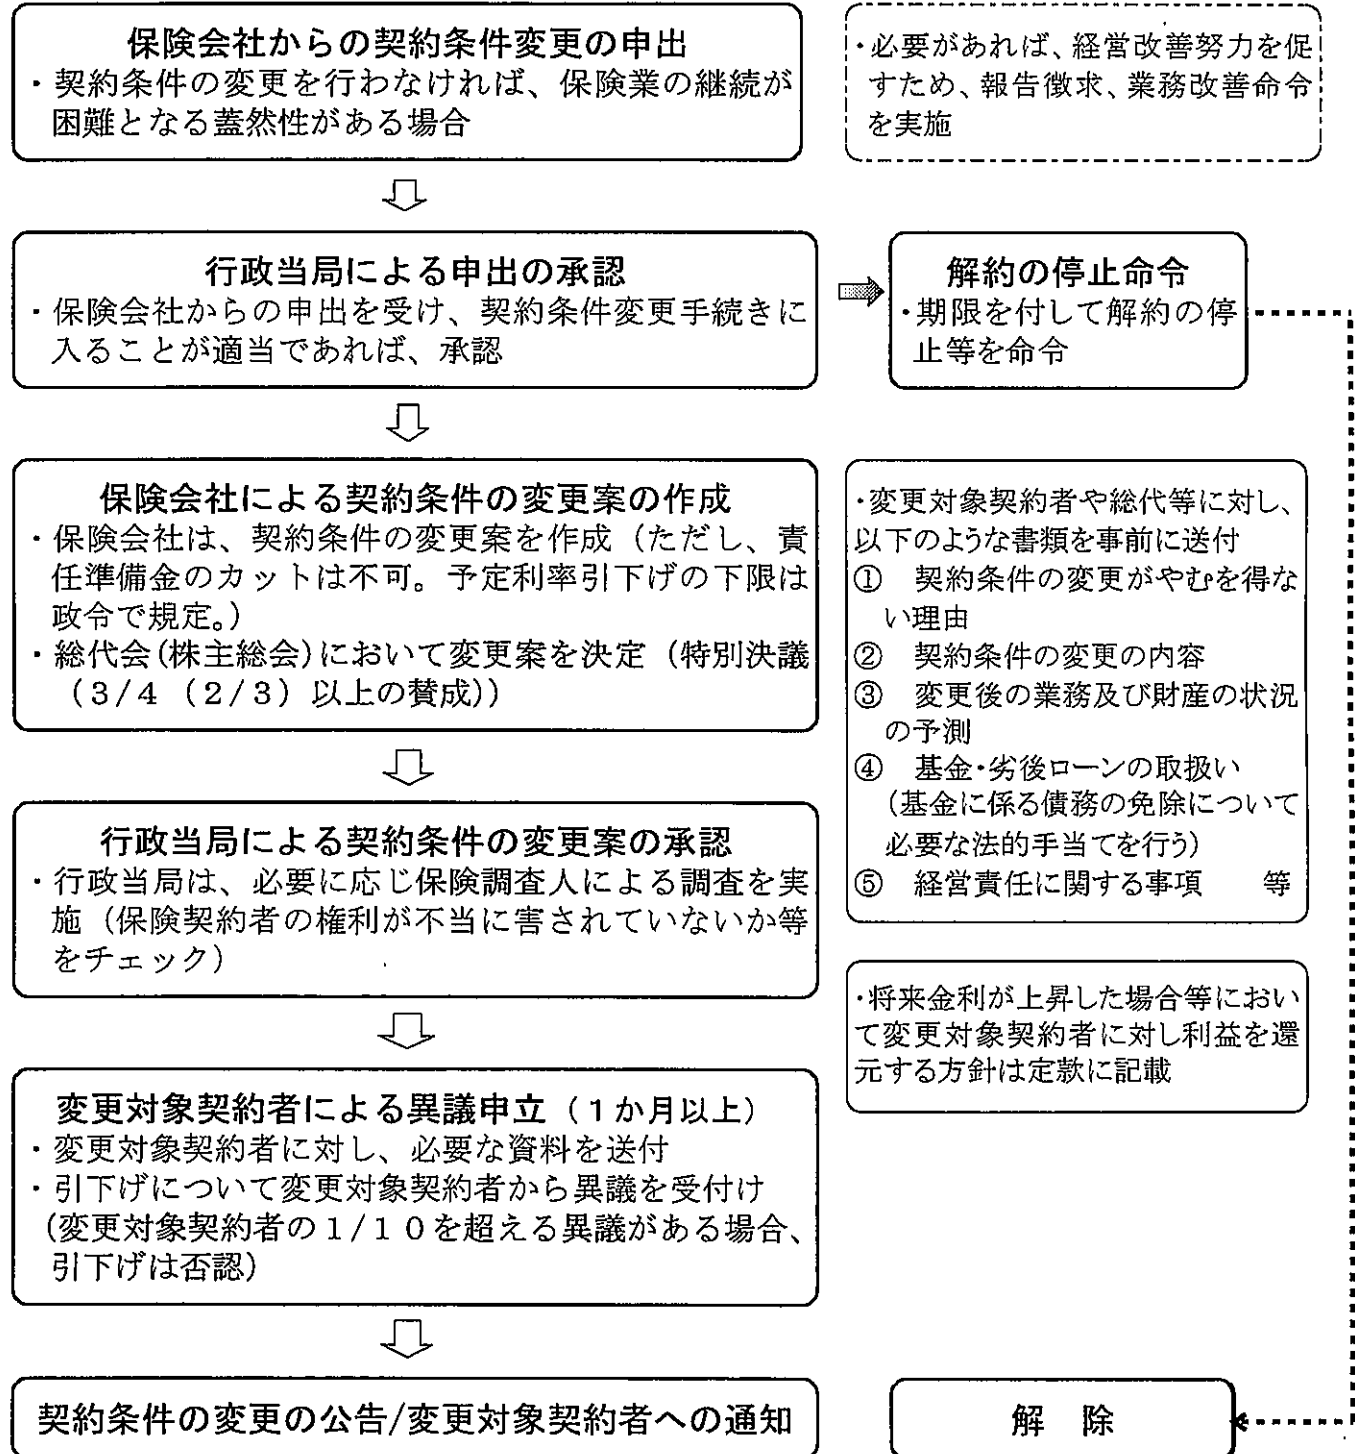 保険会社からの契約条件変更の申出
・契約条件の変更を行わなければ、保険業の継続が
困難となる蓋然性がある場合
・必要があれば、経営改善努力を促
すため、報告徴求、業務改善命令
を実施
行政当局による申出の承認
・保険会社からの申出を受け、契約条件変更手続きに
入ることが適当であれば、承認
解約の停止命令
・期限を付して解約の停
止等を命令
保険会社による契約条件の変更案の作成
・保険会社は、契約条件の変更案を作成（ただし、責
任準備金のカットは不可。予定利率引下げの下限は
政令で規定。）
・総代会(株主総会)において変更案を決定（特別決議
（3/4（2/3）以上の賛成））
・変更対象契約者や総代等に対し、
以下のような書類を事前に送付
① 契約条件の変更がやむを得な
い理由
② 契約条件の変更の内容
③ 変更後の業務及び財産の状況
の予測
④ 基金・劣後ローンの取扱い
（基金に係る債務の免除について
必要な法的手当てを行う）
⑤ 経営責任に関する事項 等
行政当局による契約条件の変更案の承認
・行政当局は、必要に応じ保険調査人による調査を実
施（保険契約者の権利が不当に害されていないか等
をチェック）
・将来金利が上昇した場合等におい
て変更対象契約者に対し利益を還
元する方針は定款に記載
変更対象契約者による異議申立（１か月以上）
・変更対象契約者に対し、必要な資料を送付
・引下げについて変更対象契約者から異議を受付け
（変更対象契約者の１/１０を超える異議がある場合、
引下げは否認）
契約条件の変更の公告/変更対象契約者への通知
解 除